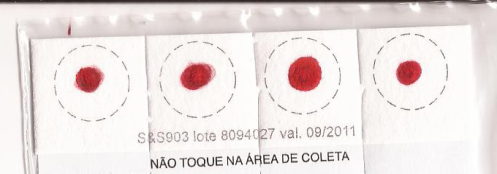 S&S903 lote 8094027 val. 09/2011
NÃO TOQUE NA ÁREA DE COLETA